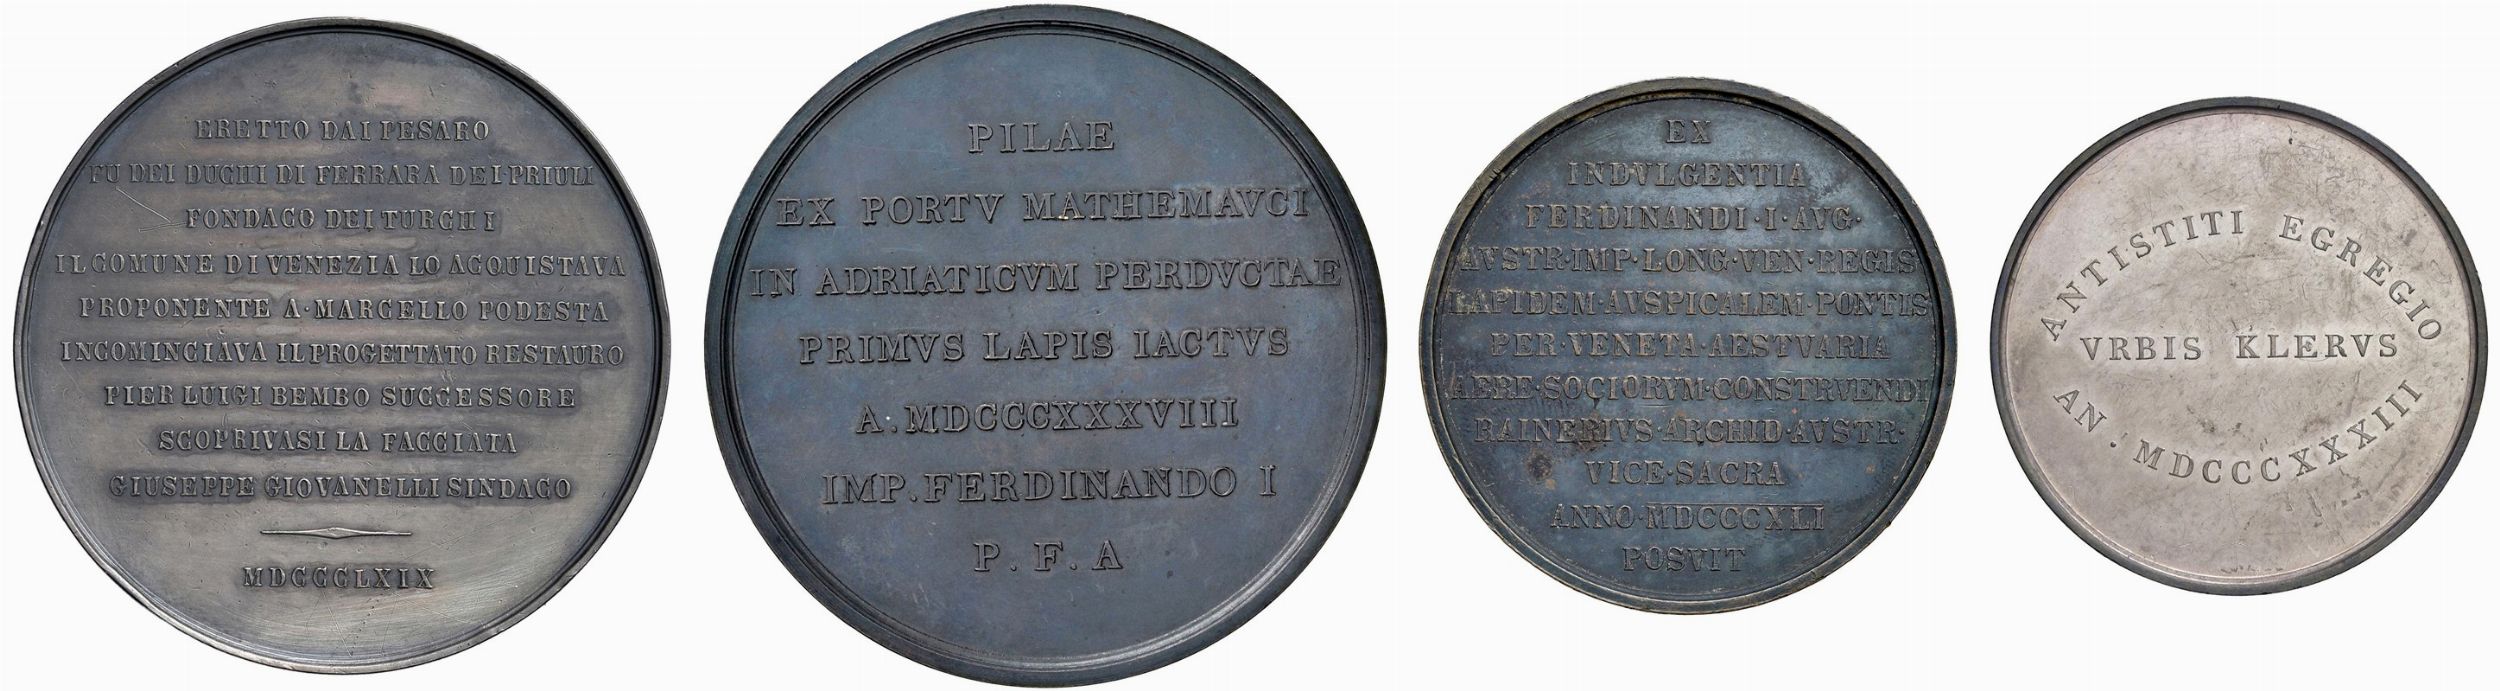 ERETTO DAI PESARO
FU DEI DUCHI DI FERRARA DEI PRIULI
FONDACO DEI TURCHI
IL COMUNE DI VENEZIA LO ACQUISTAVA
PROPONENTE A. MARCELLO PODESTA
INCOMINCIAVA IL PROGETTATO RESTAURO
PIER LUIGI BEMBO SUCCESSORE
SCOPRIVASI LA FACCIATA
GIUSEPPE GIOVANELLI SINDACO
MDCCCLXIX
PILAE
EX PORTV MATHEMAVCI
IN ADRIATICVM PERDVCTAE
PRIMVS LAPIS IACTVS
A. MDCCCXXXVIII
IMP. FERDINANDO I
P. F. A
EX
INDVLGENTIA
FERDINANDI·I·AVG·
AVSTR·IMP·LONG·VEN·REGIS
LAPIDEM·AVSPICALEM·PONTIS
PER·VENETA·AESTVARIA
AERE·SOCIORVM·CONSTRVENDI
RAINERIVS·ARCHID·AVSTR·
VICE·SACRA
ANNO·MDCCCXLI
POSVIT
ANTISTITI EGREGIO
VRBIS KLERVS
AN. MDCCCXXXIII